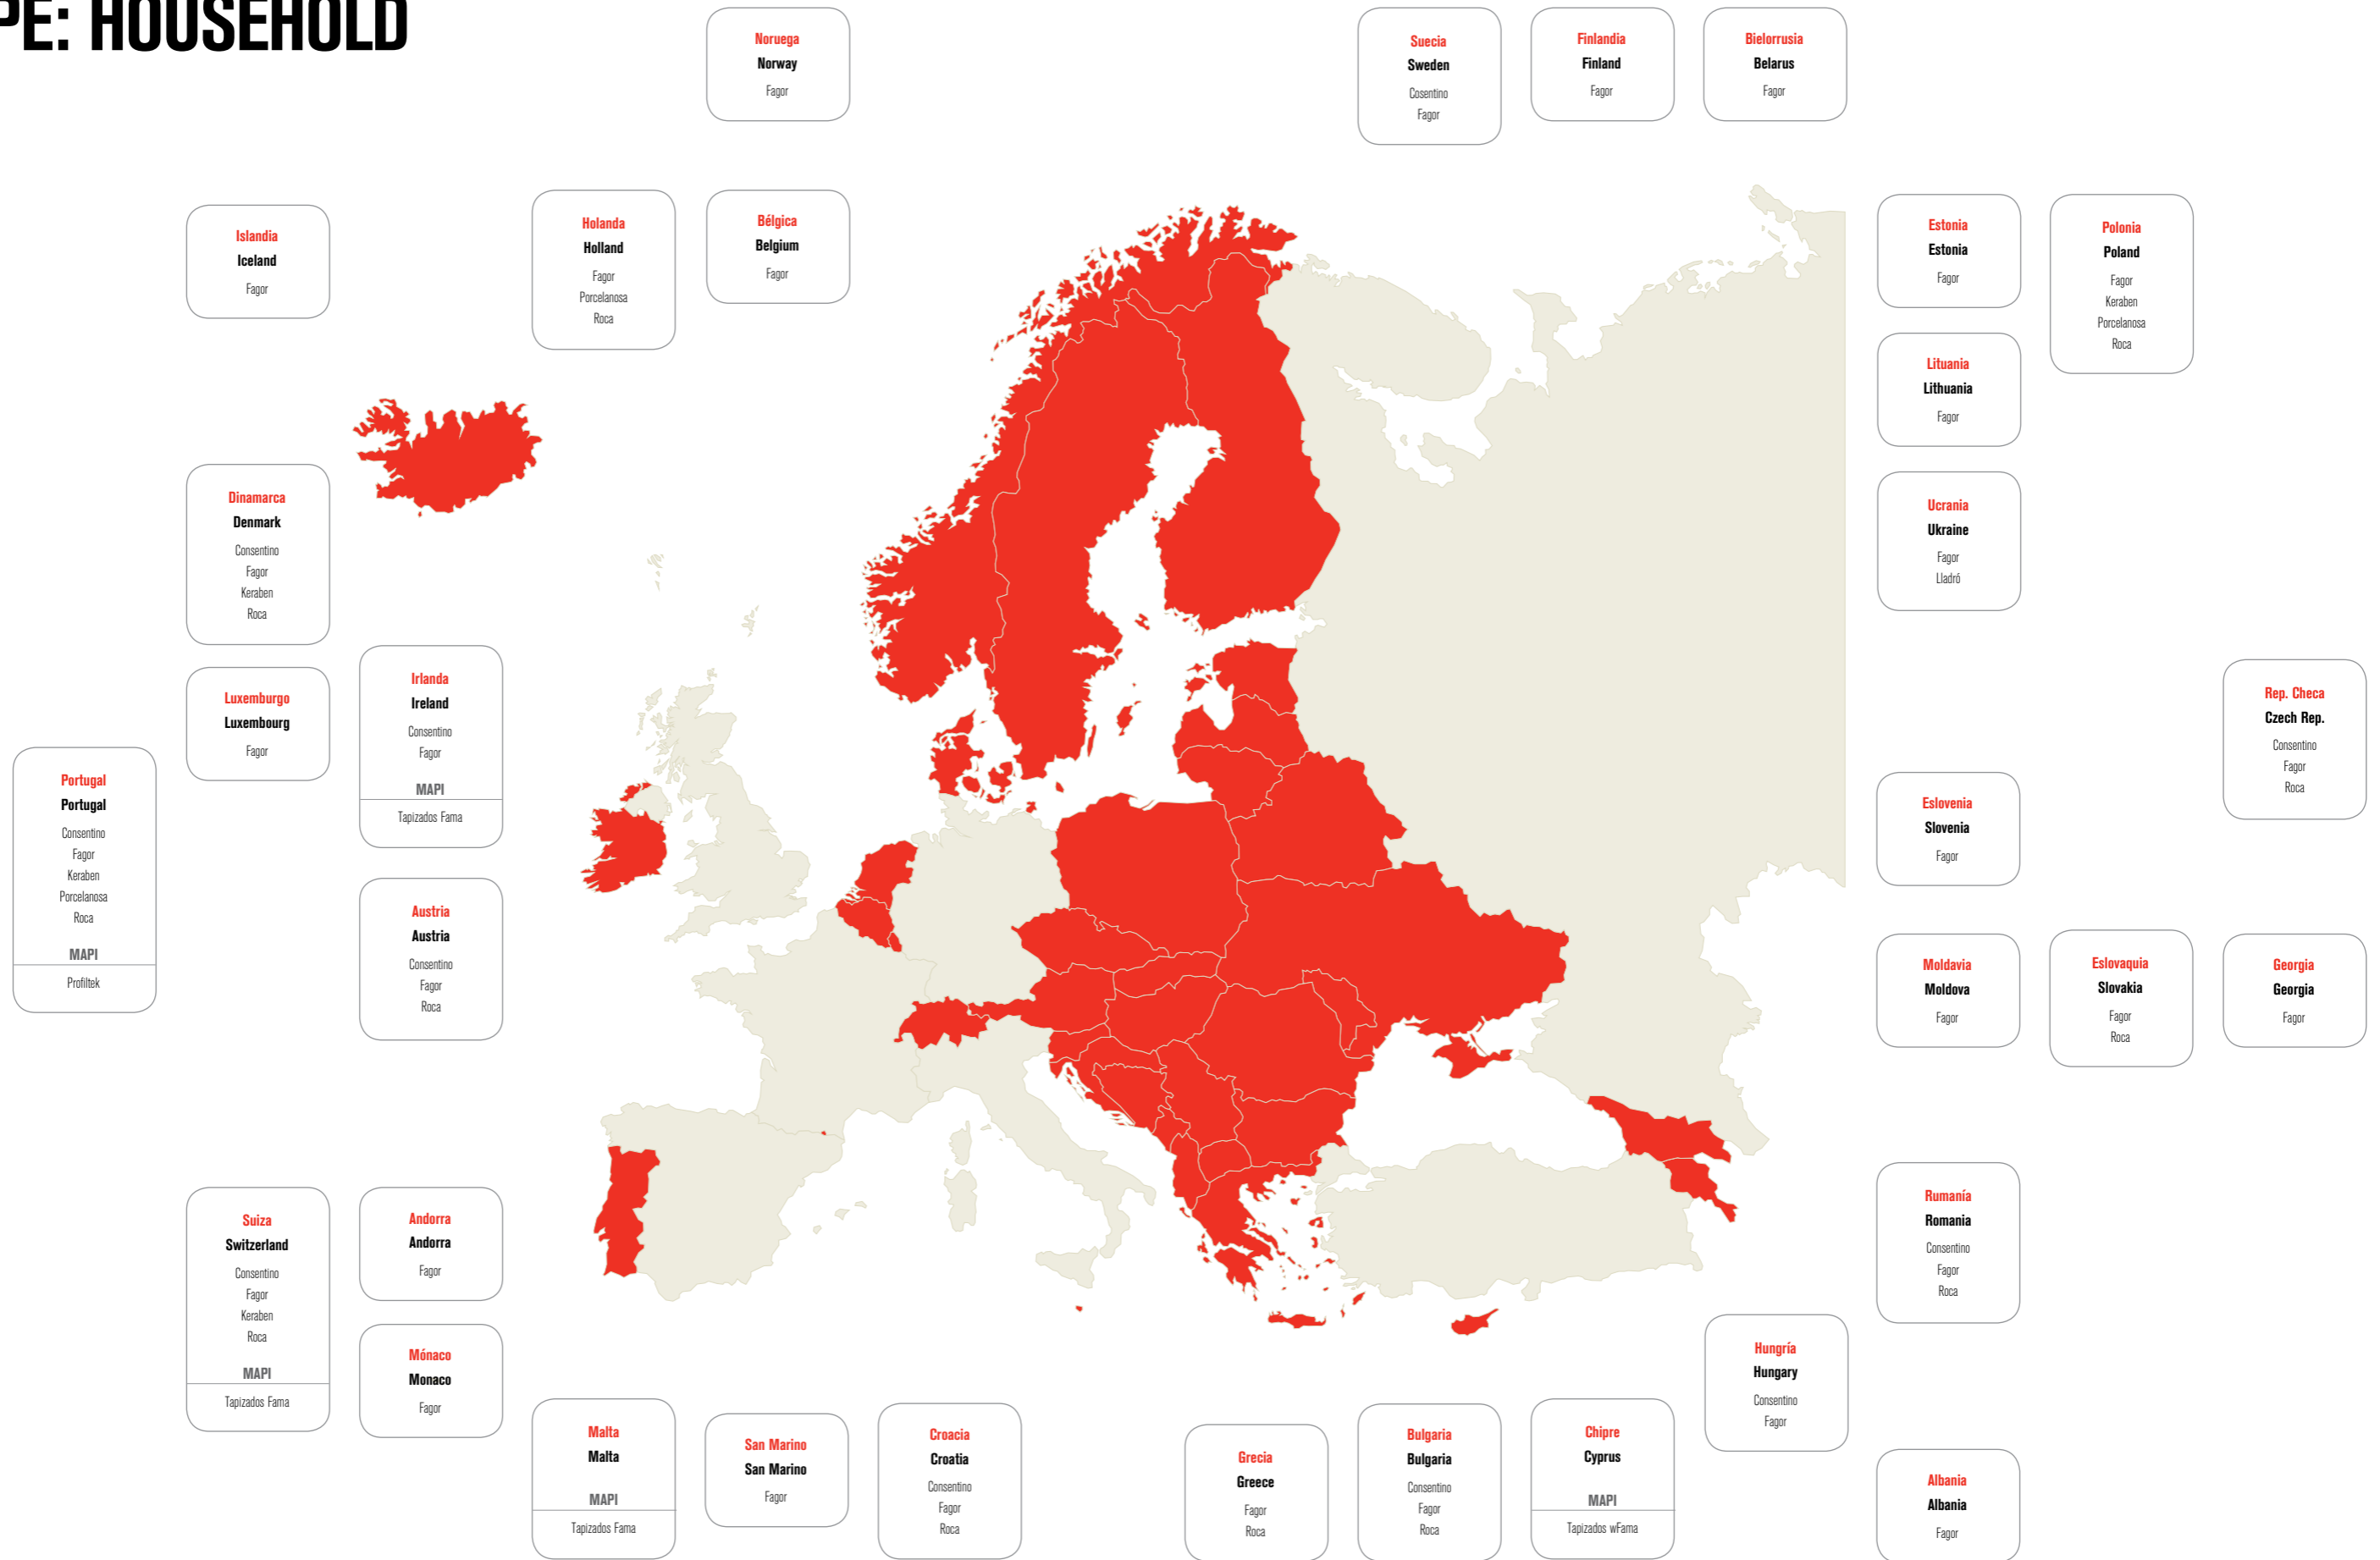 PE: HOUSEHOLD
Noruega
Norway
Fagor
Suecia
Sweden
Cosentino
Fagor
Finlandia
Finland
Fagor
Bielorrusia
Belarus
Fagor
Islandia
Iceland
Fagor
Holanda
Holland
Fagor
Porcelanosa
Roca
Bélgica
Belgium
Fagor
Estonia
Estonia
Fagor
Polonia
Poland
Fagor
Keraben
Porcelanosa
Roca
Lituania
Lithuania
Fagor
Dinamarca
Denmark
Consentino
Fagor
Keraben
Roca
Ucrania
Ukraine
Fagor
Lladró
Luxemburgo
Luxembourg
Fagor
Irlanda
Ireland
Consentino
Fagor
MAPI
Tapizados Fama
Rep. Checa
Czech Rep.
Consentino
Fagor
Roca
Portugal
Portugal
Consentino
Fagor
Keraben
Porcelanosa
Roca
MAPI
Profiltek
Eslovenia
Slovenia
Fagor
Austria
Austria
Consentino
Fagor
Roca
Moldavia
Moldova
Fagor
Eslovaquia
Slovakia
Fagor
Roca
Georgia
Georgia
Fagor
Suiza
Switzerland
Consentino
Fagor
Keraben
Roca
MAPI
Tapizados Fama
Andorra
Andorra
Fagor
Rumanía
Romania
Consentino
Fagor
Roca
Mónaco
Monaco
Fagor
Hungría
Hungary
Consentino
Fagor
Malta
Malta
MAPI
Tapizados Fama
San Marino
San Marino
Fagor
Croacia
Croatia
Consentino
Fagor
Roca
Grecia
Greece
Fagor
Roca
Bulgaria
Bulgaria
Consentino
Fagor
Roca
Chipre
Cyprus
MAPI
Tapizados wFama
Albania
Albania
Fagor